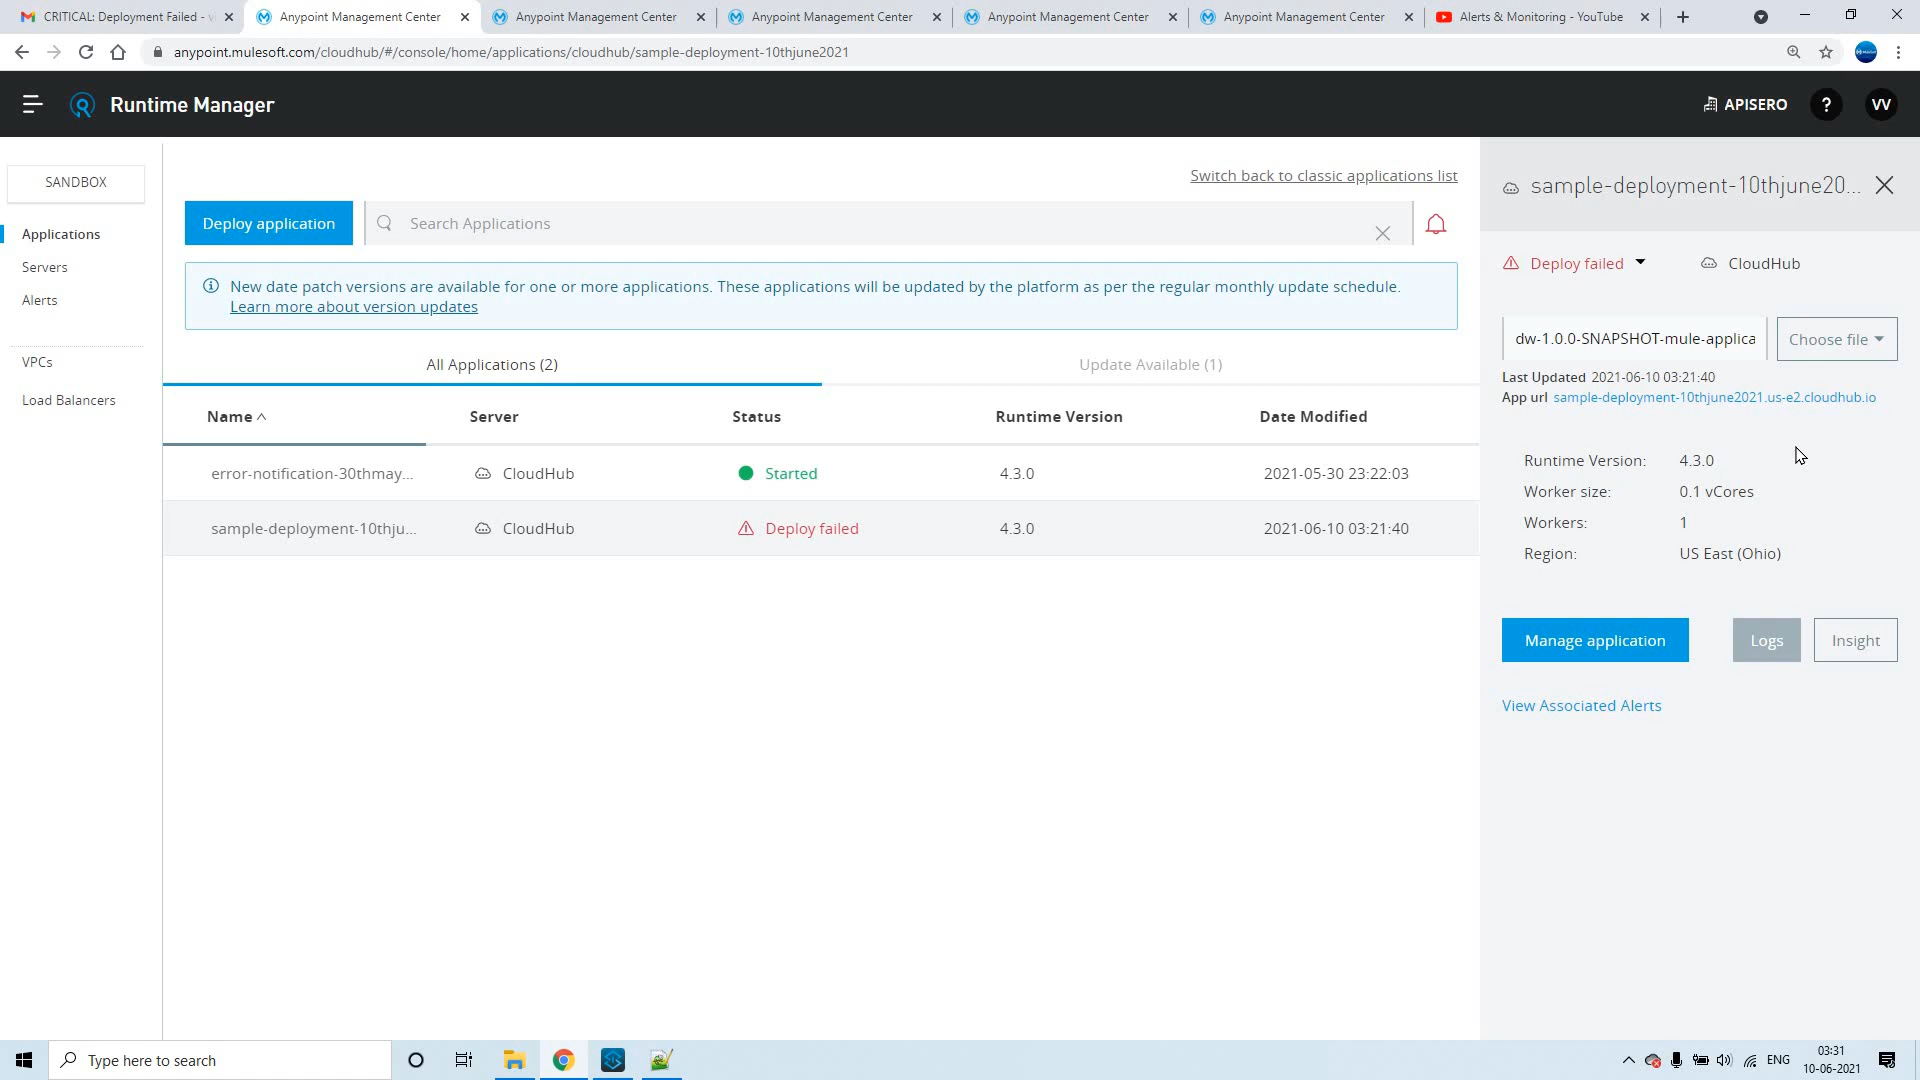 CRITICAL: Deployment Failed - v
Anypoint Management Center
Anypoint Management Center
Anypoint Management Center
Anypoint Management Center
Anypoint Management Center
Alerts & Monitoring - YouTube
anypoint.mulesoft.com/cloudhub/#/console/home/applications/cloudhub/sample-deployment-10thjune2021
Runtime Manager
APISERO
?
VV
SANDBOX
Applications
Servers
Alerts
VPCs
Load Balancers
Switch back to classic applications list
Deploy application
Search Applications
New date patch versions are available for one or more applications. These applications will be updated by the platform as per the regular monthly update schedule.
Learn more about version updates
All Applications (2)
Update Available (1)
Name Server Status Runtime Version Date Modified
error-notification-30thmay... CloudHub Started 4.3.0 2021-05-30 23:22:03
sample-deployment-10thju... CloudHub Deploy failed 4.3.0 2021-06-10 03:21:40
sample-deployment-10thjune20...
Deploy failed CloudHub
dw-1.0.0-SNAPSHOT-mule-applica Choose file
Last Updated 2021-06-10 03:21:40
App url sample-deployment-10thjune2021.us-e2.cloudhub.io
Runtime Version: 4.3.0
Worker size: 0.1 vCores
Workers: 1
Region: US East (Ohio)
Manage application Logs Insight
View Associated Alerts
Type here to search
ENG
03:31
10-06-2021